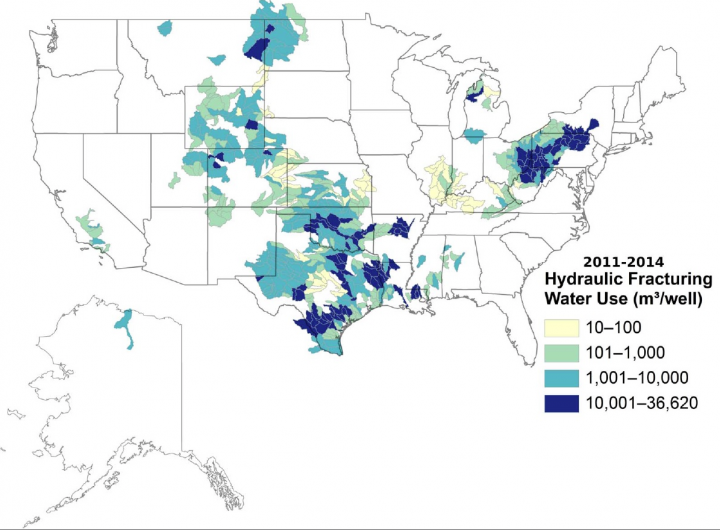 2011-2014
Hydraulic Fracturing
Water Use (m³/well)
10–100
101–1,000
1,001–10,000
10,001–36,620